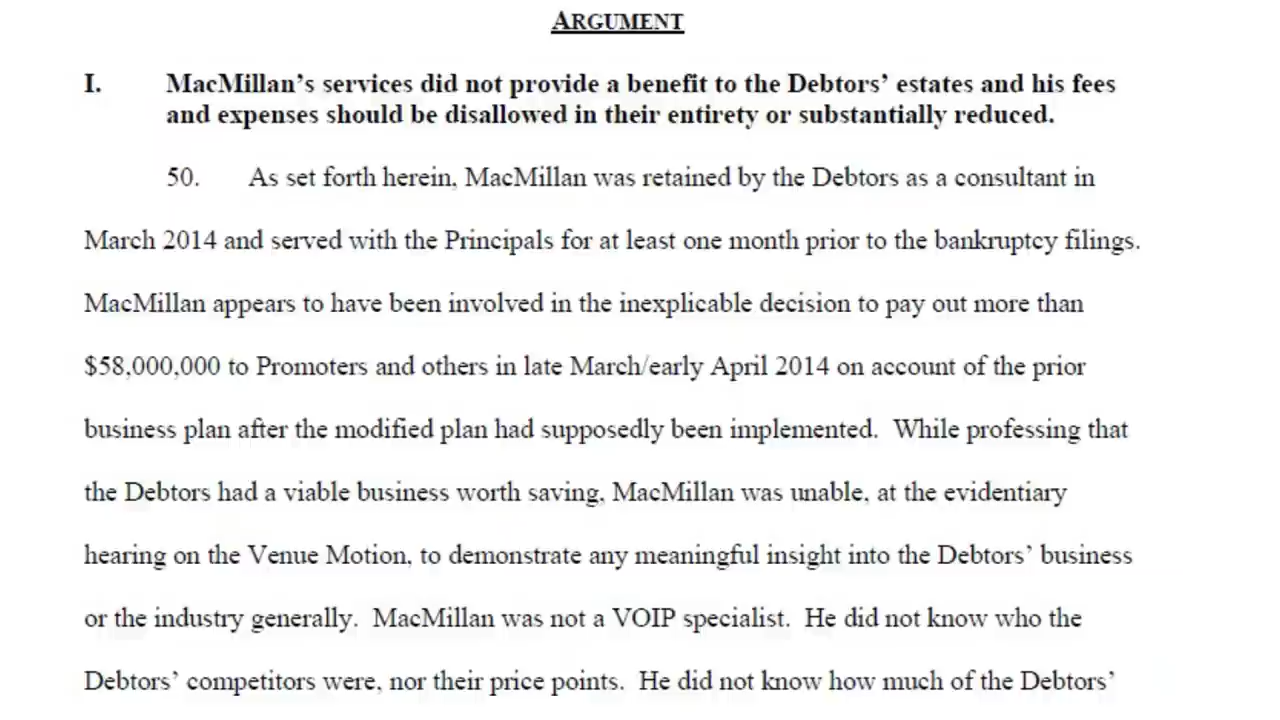 ARGUMENT
I. MacMillan's services did not provide a benefit to the Debtors' estates and his fees
and expenses should be disallowed in their entirety or substantially reduced.
50. As set forth herein, MacMillan was retained by the Debtors as a consultant in
March 2014 and served with the Principals for at least one month prior to the bankruptcy filings.
MacMillan appears to have been involved in the inexplicable decision to pay out more than
$58,000,000 to Promoters and others in late March/early April 2014 on account of the prior
business plan after the modified plan had supposedly been implemented. While professing that
the Debtors had a viable business worth saving, MacMillan was unable, at the evidentiary
hearing on the Venue Motion, to demonstrate any meaningful insight into the Debtors' business
or the industry generally. MacMillan was not a VOIP specialist. He did not know who the
Debtors' competitors were, nor their price points. He did not know how much of the Debtors'